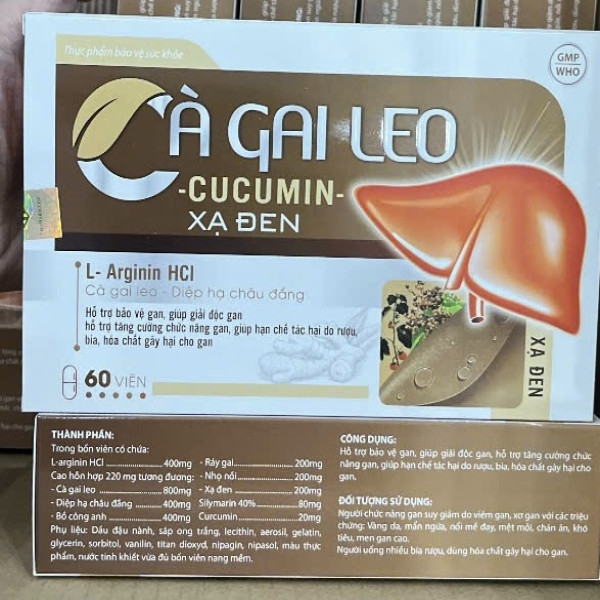 Thực phẩm bảo vệ sức khỏe
GMP
WHO
CÀ GAI LEO
-CUCUMIN-
XẠ ĐEN
L- Arginin HCl
Cà gai leo - Diệp hạ châu đắng
Hỗ trợ bảo vệ gan, giúp giải độc gan
hỗ trợ tăng cường chức năng gan, giúp hạn chế tác hại do rượu,
bia, hóa chất gây hại cho gan
60 VIÊN
XẠ ĐEN
THÀNH PHẦN:
Trong bốn viên có chứa:
L-arginin HCl 400mg
Cao hỗn hợp 220 mg tương đương:
- Cà gai leo 800mg
- Diệp hạ châu đắng 400mg
- Bồ công anh 400mg
- Râý gai 200mg
- Nhọ nồi 200mg
- Xạ đen 200mg
Silymarin 40% 80mg
Curcumin 20mg
Phụ liệu: Dầu đậu nành, sáp ong trắng, lecithin, aerosil, gelatin,
glycerin, sorbitol, vanilin, titan dioxyd, nipagin, nipasol, màu thực
phẩm, nước tinh khiết vừa đủ bốn viên nang mềm.
CÔNG DỤNG:
Hỗ trợ bảo vệ gan, giúp giải độc gan, hỗ trợ tăng cường chức
năng gan, giúp hạn chế tác hại do rượu, bia, hóa chất gây hại cho
gan.
ĐỐI TƯỢNG SỬ DỤNG:
Người chức năng gan suy giảm do viêm gan, xơ gan với các triệu
chứng: Vàng da, mẩn ngứa, nổi mề đay, mệt mỏi, chán ăn, khó
tiêu, men gan cao.
Người uống nhiều bia rượu, dùng hóa chất gây hại cho gan.